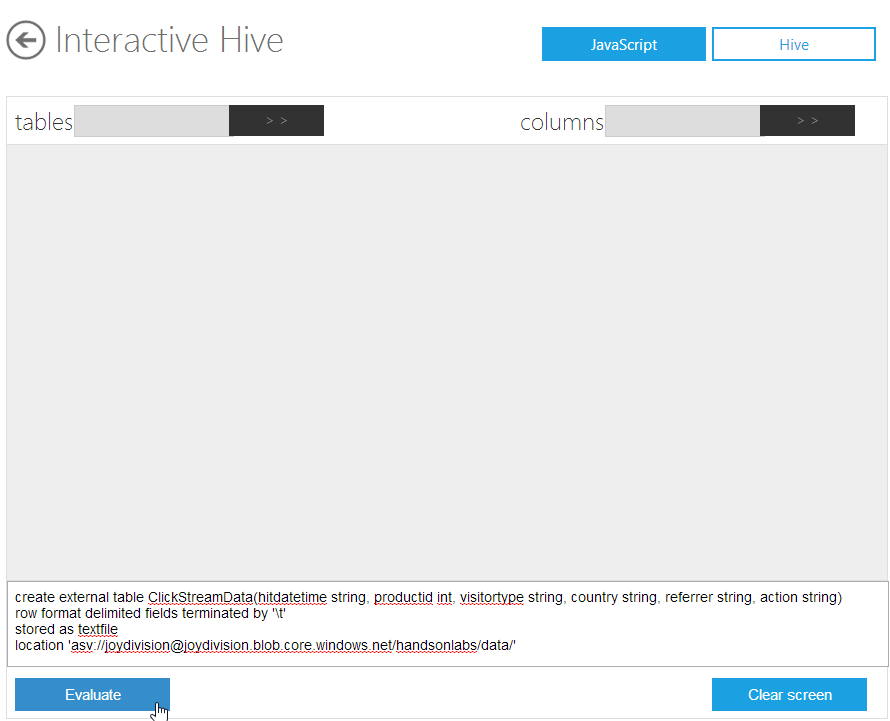 Interactive Hive
JavaScript
Hive
tables
> >
columns
> >
create external table ClickStreamData(hitdatetime string, productid int, visitortype string, country string, referrer string, action string)
row format delimited fields terminated by '\t'
stored as textfile
location 'asv://joydivision@joydivision.blob.core.windows.net/handsonlabs/data/'
Evaluate
Clear screen